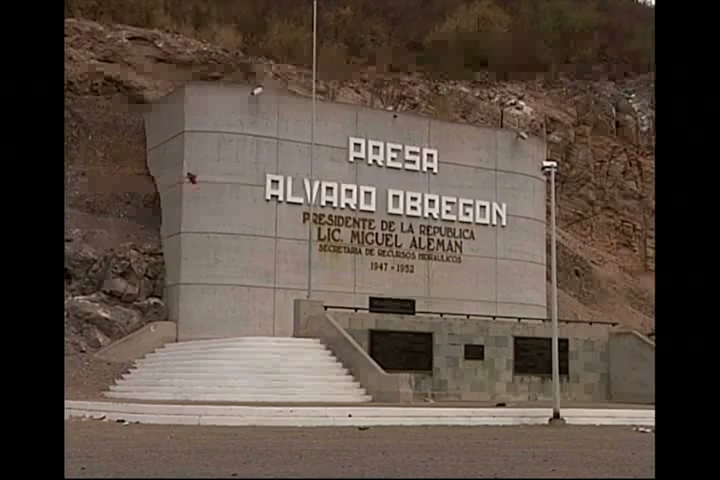 PRESA
ALVARO OBREGON
PRESIDENTE DE LA REPUBLICA
LIC. MIGUEL ALEMAN
SECRETARIA DE RECURSOS HIDRAULICOS
1947 - 1952